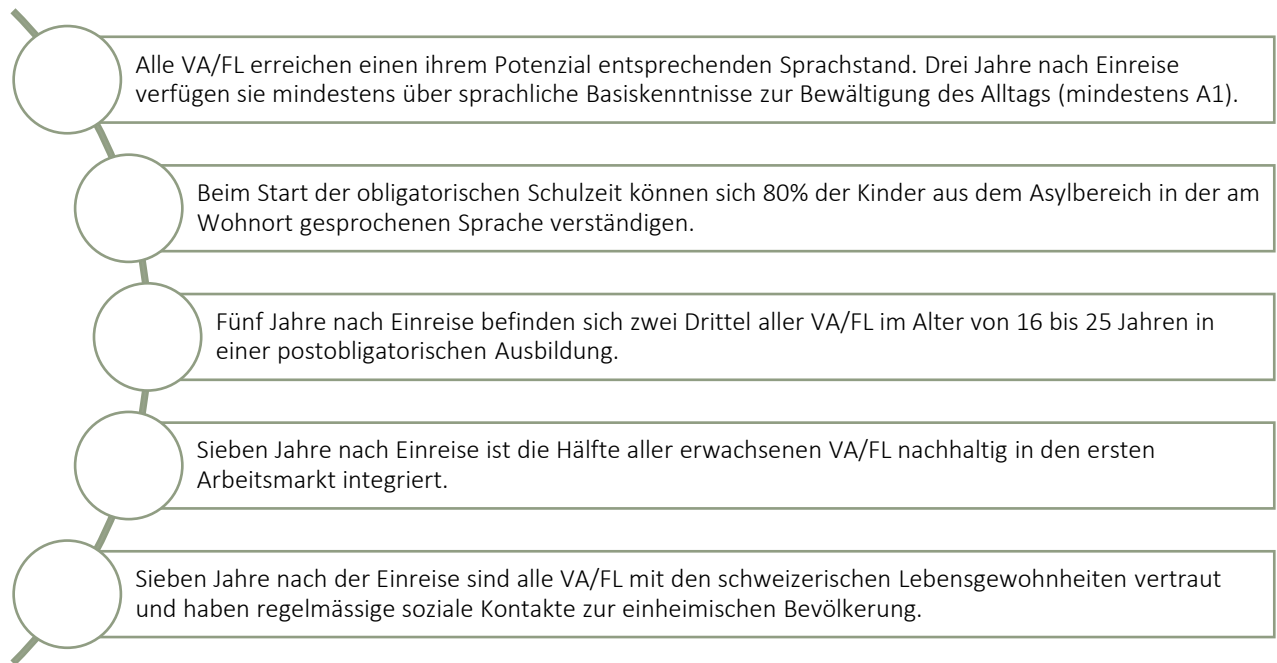 Alle VA/FL erreichen einen ihrem Potenzial entsprechenden Sprachstand. Drei Jahre nach Einreise
verfügen sie mindestens über sprachliche Basiskenntnisse zur Bewältigung des Alltags (mindestens A1).
Beim Start der obligatorischen Schulzeit können sich 80% der Kinder aus dem Asylbereich in der am
Wohnort gesprochenen Sprache verständigen.
Fünf Jahre nach Einreise befinden sich zwei Drittel aller VA/FL im Alter von 16 bis 25 Jahren in
einer postobligatorischen Ausbildung.
Sieben Jahre nach Einreise ist die Hälfte aller erwachsenen VA/FL nachhaltig in den ersten
Arbeitsmarkt integriert.
Sieben Jahre nach der Einreise sind alle VA/FL mit den schweizerischen Lebensgewohnheiten vertraut
und haben regelmässige soziale Kontakte zur einheimischen Bevölkerung.